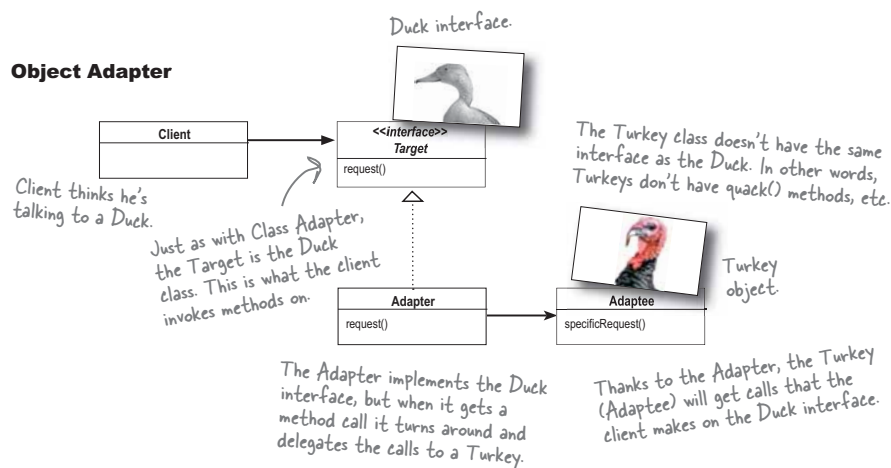 Duck interface.
Object Adapter
Client
<<interface>>
Target
request()
The Turkey class doesn't have the same
interface as the Duck. In other words,
Turkeys don't have quack() methods, etc.
Client thinks he's
talking to a Duck.
Just as with Class Adapter,
the Target is the Duck
class. This is what the client
invokes methods on.
Turkey
object.
Adapter
request()
Adaptee
specificRequest()
The Adapter implements the Duck
interface, but when it gets a
method call it turns around and
delegates the calls to a Turkey.
Thanks to the Adapter, the Turkey
(Adaptee) will get calls that the
client makes on the Duck interface.